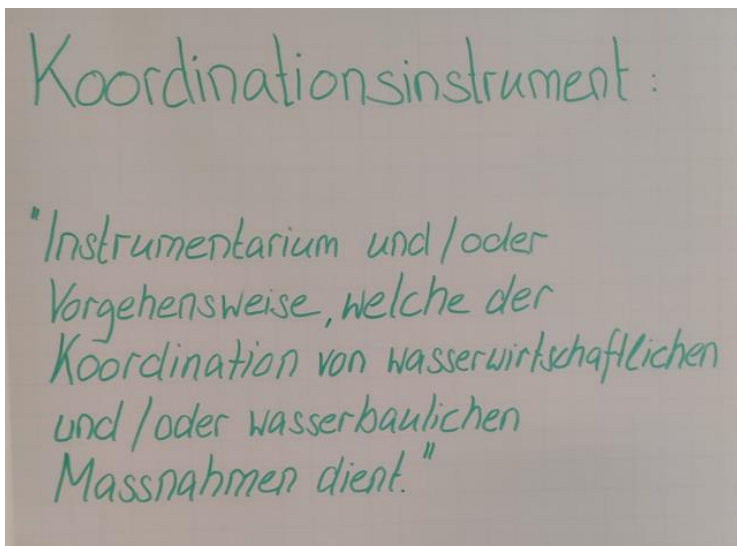 Koordinationsinstrument:
"Instrumentarium und/oder
Vorgehensweise, welche der
Koordination von wasserwirtschaftlichen
und/oder wasserbaulichen
Massnahmen dient."